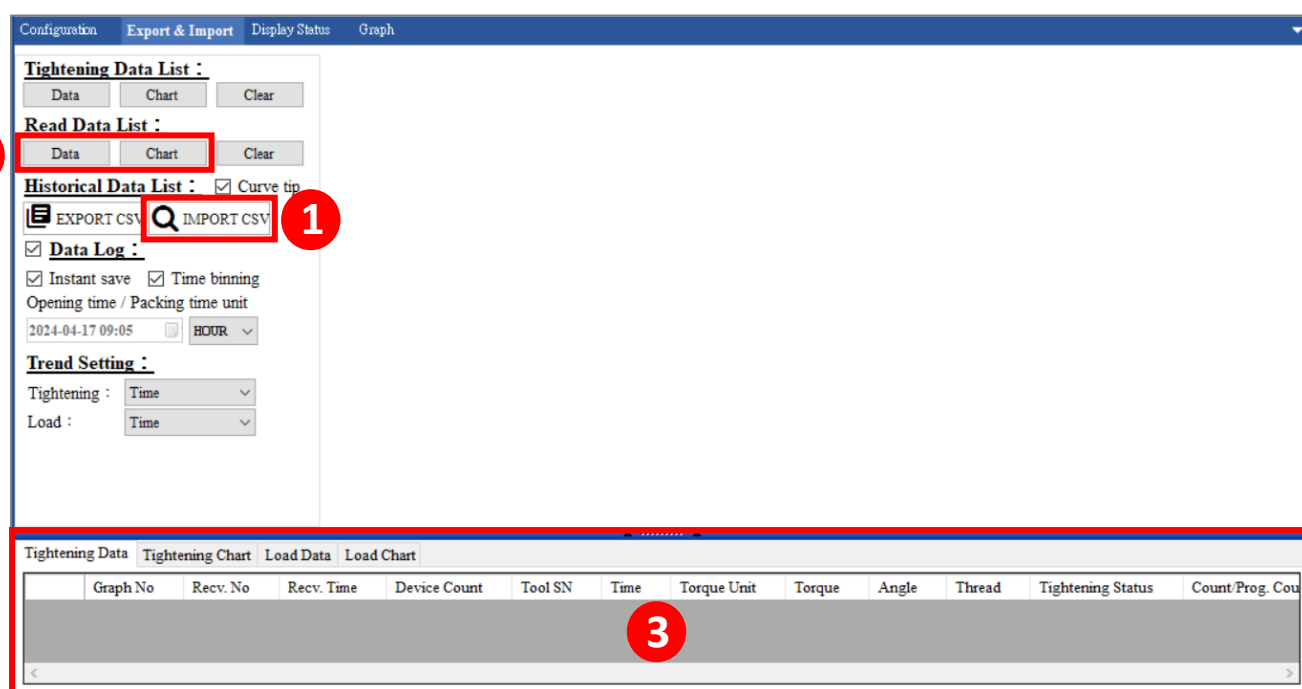 Configuration Export & Import Display Status Graph
Tightening Data List：
Data Chart Clear
Read Data List：
Data Chart Clear
Historical Data List： Curve tip
EXPORT CSV IMPORT CSV 1
Data Log：
Instant save Time binning
Opening time / Packing time unit
2024-04-17 09:05 HOUR
Trend Setting：
Tightening： Time
Load： Time
Tightening Data Tightening Chart Load Data Load Chart
Graph No Recv. No Recv. Time Device Count Tool SN Time Torque Unit Torque Angle Thread Tightening Status Count/Prog. Cou
3